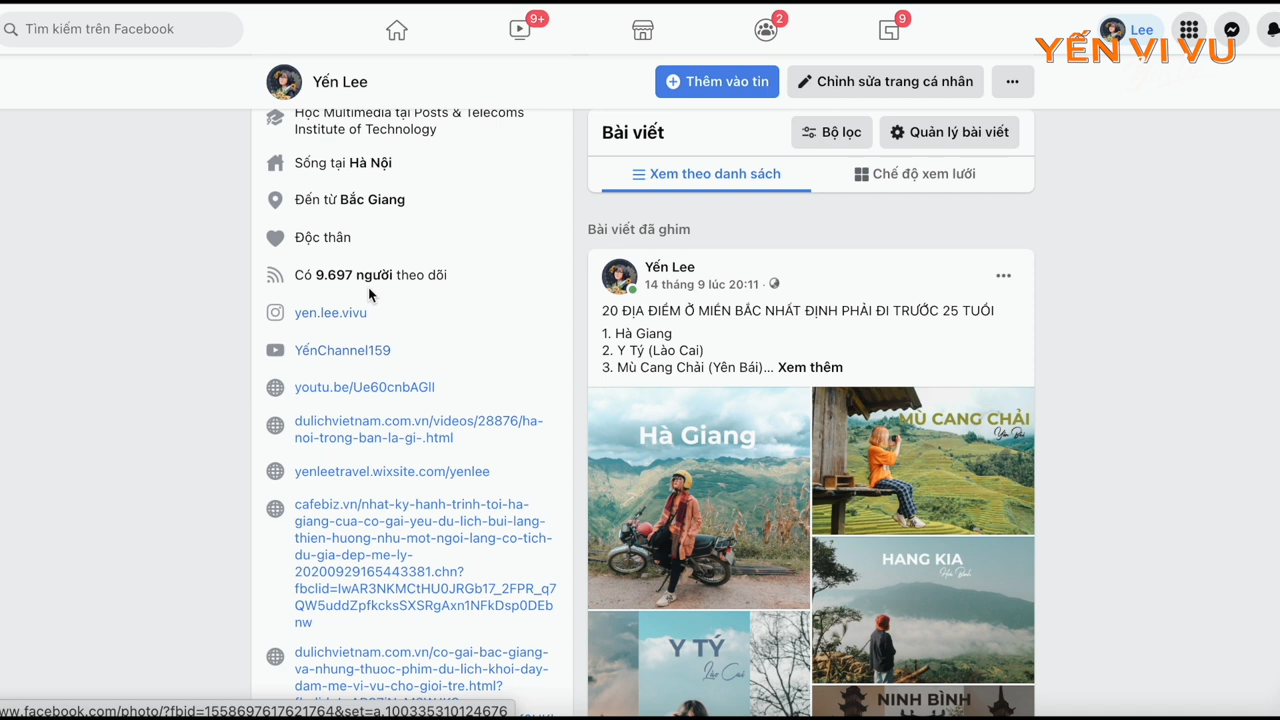 Tìm kiếm trên Facebook
9+
2
9
Lee
YẾN VI VU
Yến Lee
Thêm vào tin
Chỉnh sửa trang cá nhân
Học Multimedia tại Posts & Telecoms
Institute of Technology
Sống tại Hà Nội
Đến từ Bắc Giang
Độc thân
Có 9.697 người theo dõi
yen.lee.vivu
YếnChannel159
youtu.be/Ue60cnbAGlI
dulichvietnam.com.vn/videos/28876/ha-
noi-trong-ban-la-gi-.html
yenleetravel.wixsite.com/yenlee
cafebiz.vn/nhat-ky-hanh-trinh-toi-ha-
giang-cua-co-gai-yeu-du-lich-bui-lang-
thien-huong-nhu-mot-ngoi-lang-co-tich-
du-gia-dep-me-ly-
20200929165443381.chn?
fbclid=IwAR3NKMCtHU0JRGb17_2FPR_q7
QW5uddZpfkcksSXSRgAxn1NFkDsp0DEb
nw
dulichvietnam.com.vn/co-gai-bac-giang-
va-nhung-thuoc-phim-du-lich-khoi-day-
dam-me-vi-vu-cho-gioi-tre.html?
Bài viết
Bộ lọc
Quản lý bài viết
Xem theo danh sách
Chế độ xem lưới
Bài viết đã ghim
Yến Lee
14 tháng 9 lúc 20:11 ·
20 ĐỊA ĐIỂM Ở MIỀN BẮC NHẤT ĐỊNH PHẢI ĐI TRƯỚC 25 TUỔI
1. Hà Giang
2. Y Tý (Lào Cai)
3. Mù Cang Chải (Yên Bái)... Xem thêm
Hà Giang
MÙ CANG CHẢI
Yên Bái
HANG KIA
Hòa Bình
Y TÝ
Lào Cai
NINH BÌNH
ww.facebook.com/photo/?fbid=1558697617621764&set=a.100335310124676